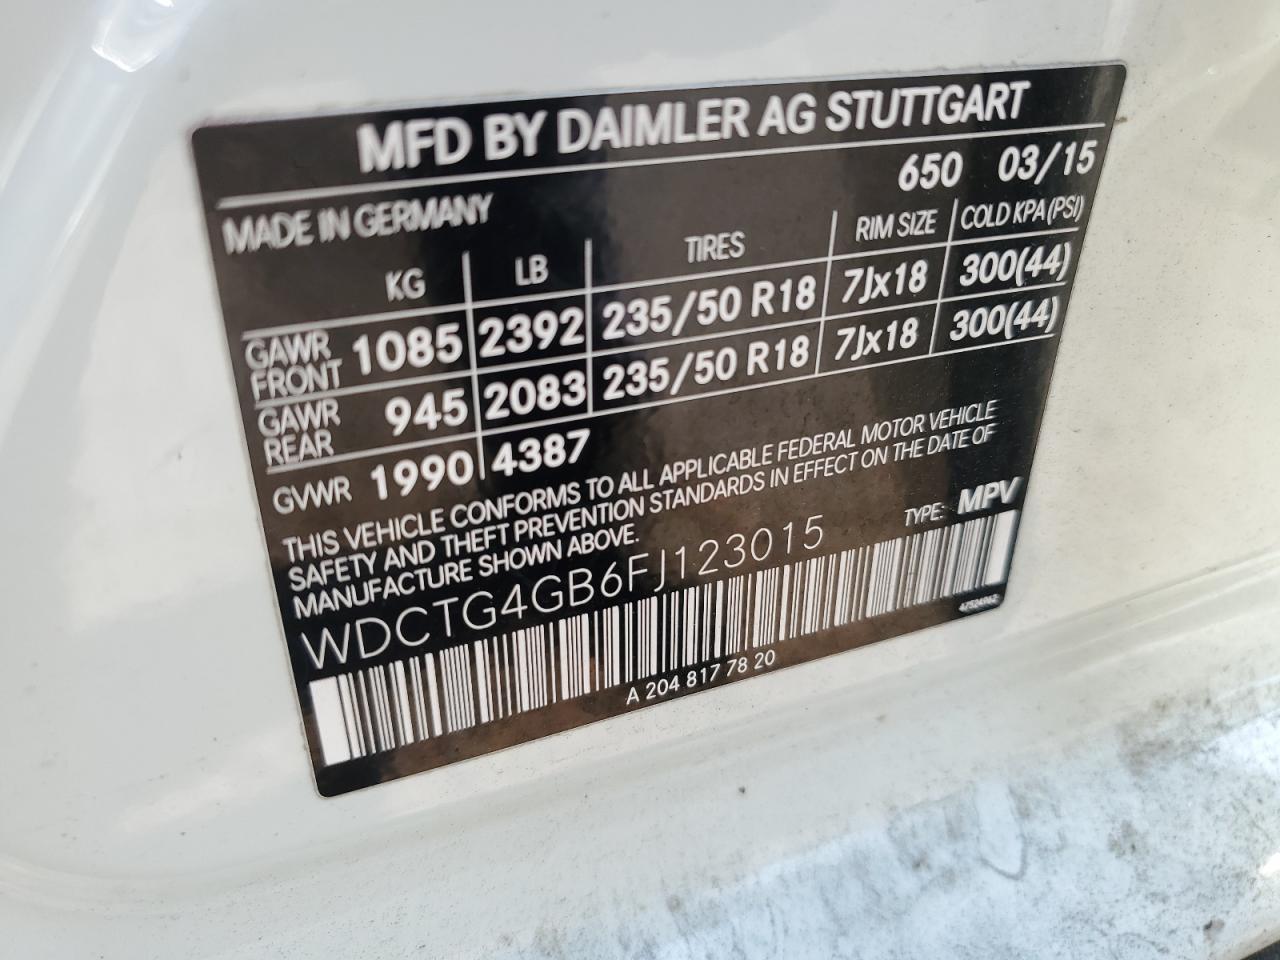 MFD BY DAIMLER AG STUTTGART
650 03/15
MADE IN GERMANY
KG LB TIRES RIM SIZE COLD KPA (PSI)
GAWR FRONT 1085 2392 235/50 R18 7Jx18 300(44)
GAWR REAR 945 2083 235/50 R18 7Jx18 300(44)
GVWR 1990 4387
THIS VEHICLE CONFORMS TO ALL APPLICABLE FEDERAL MOTOR VEHICLE
SAFETY AND THEFT PREVENTION STANDARDS IN EFFECT ON THE DATE OF
MANUFACTURE SHOWN ABOVE.
TYPE: MPV
WDCTG4GB6FJ123015
A 204 817 78 20